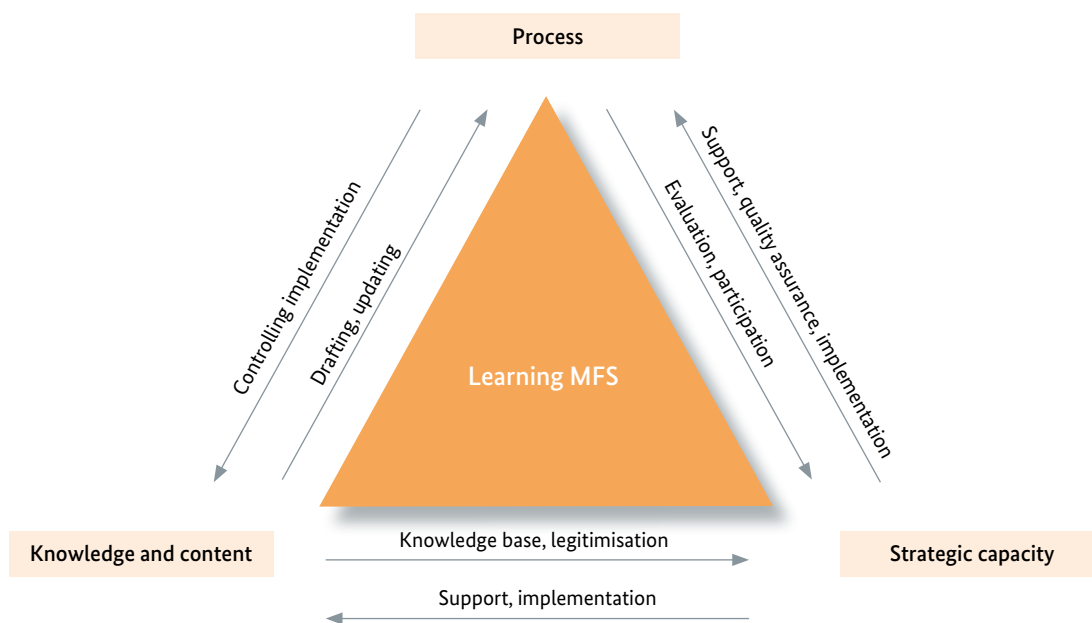 Process
Controlling implementation
Drafting, updating
Evaluation, participation
Support, quality assurance, implementation
Learning MFS
Knowledge and content
Knowledge base, legitimisation
Strategic capacity
Support, implementation